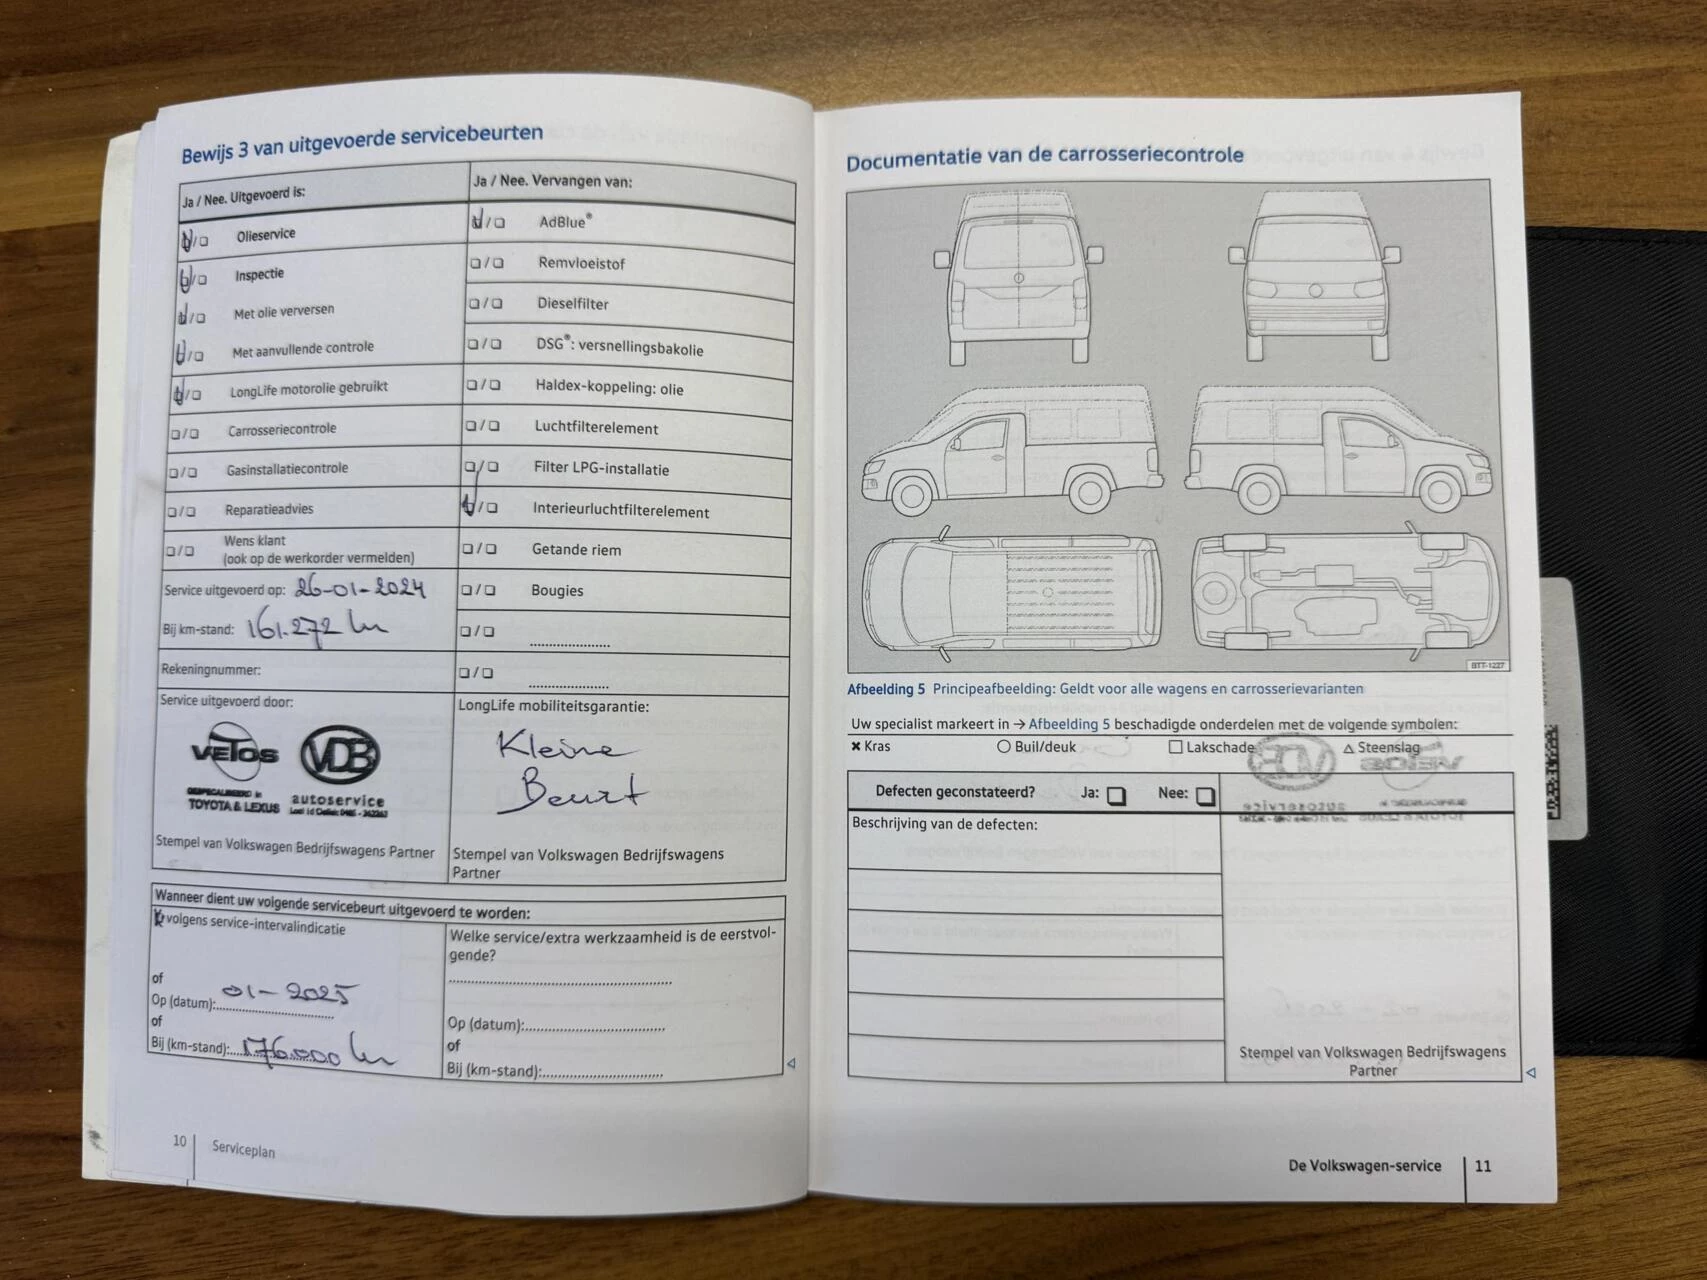 Bewijs 3 van uitgevoerde servicebeurten
Ja / Nee. Uitgevoerd is:
Olieservice
Inspectie
Met olie verversen
Met aanvullende controle
LongLife motorolie gebruikt
Carrosseriecontrole
Gasinstallatiecontrole
Reparatieadvies
Wens klant
(ook op de werkorder vermelden)
Service uitgevoerd op: 26-01-2024
Bij km-stand: 161.272 km
Rekeningnummer:
Service uitgevoerd door:
VETOS VDB
GESPECIALISEERD in
TOYOTA & LEXUS autoservice
Stempel van Volkswagen Bedrijfswagens Partner
Ja / Nee. Vervangen van:
AdBlue®
Remvloeistof
Dieselfilter
DSG®: versnellingsbakolie
Haldex-koppeling: olie
Luchtfilterelement
Filter LPG-installatie
Interieurluchtfilterelement
Getande riem
Bougies
LongLife mobiliteitsgarantie:
Kleine
Beurt
Stempel van Volkswagen Bedrijfswagens
Partner
Wanneer dient uw volgende servicebeurt uitgevoerd te worden:
volgens service-intervalindicatie
of
Op (datum): 01-2025
of
Bij (km-stand): 176.000 km
Welke service/extra werkzaamheid is de eerstvol-
gende?
Op (datum):
of
Bij (km-stand):
10 Serviceplan
Documentatie van de carrosseriecontrole
BTT-1227
Afbeelding 5 Principeafbeelding: Geldt voor alle wagens en carrosserievarianten
Uw specialist markeert in → Afbeelding 5 beschadigde onderdelen met de volgende symbolen:
✖ Kras ○ Buil/deuk □ Lakschade △ Steenslag
Defecten geconstateerd? Ja: □ Nee: □
Beschrijving van de defecten:
Stempel van Volkswagen Bedrijfswagens
Partner
De Volkswagen-service 11